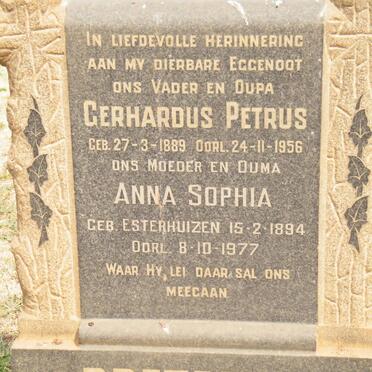 IN LIEFDEVOLLE HERINNERING
AAN MY DIERBARE EGGENOOT
ONS VADER EN OUPA
GERHARDUS PETRUS
GEB. 27-3-1889 OORL. 24-11-1956
ONS MOEDER EN OUMA
ANNA SOPHIA
GEB. ESTERHUIZEN 15-2-1894
OORL. 8-10-1977
WAAR HY LEI DAAR SAL ONS
MEEGAAN